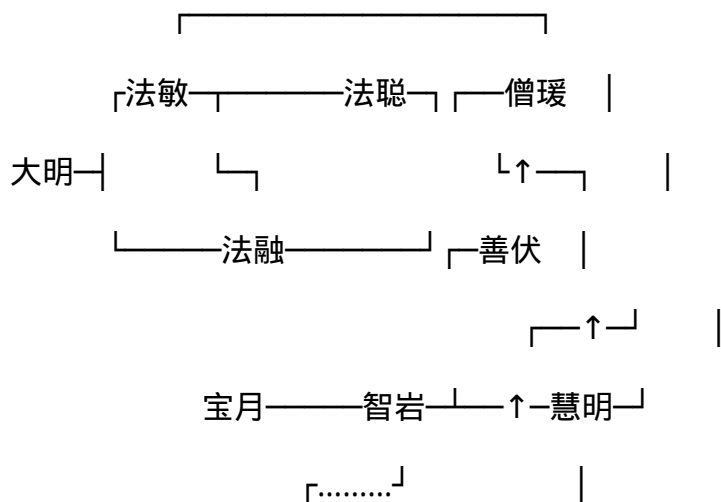 ┌──────────────────────┐
┌法敏─┬──────法聪─┐┌──僧瑗 │
大明─┤ └─┐ └↑──┐ │
└─────法融───────┘┌─善伏 │
┌──↑─┘ │
宝月────智岩─┴──↑─慧明─┘
┌………┘ │